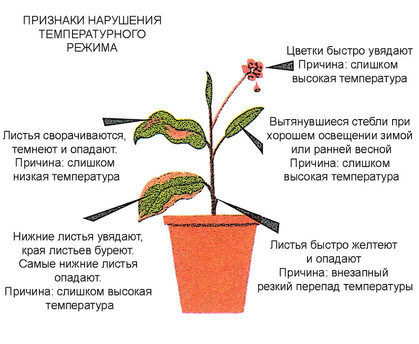 ПРИЗНАКИ НАРУШЕНИЯ
ТЕМПЕРАТУРНОГО
РЕЖИМА
Цветки быстро увядают
Причина: слишком
высокая температура
Листья сворачиваются,
темнеют и опадают.
Причина: слишком
низкая температура
Вытянувшиеся стебли при
хорошем освещении зимой
или ранней весной
Причина: слишком
высокая температура
Нижние листья увядают,
края листьев буреют.
Самые нижние листья
опадают.
Причина: слишком высокая
температура
Листья быстро желтеют
и опадают
Причина: внезапный
резкий перепад температуры